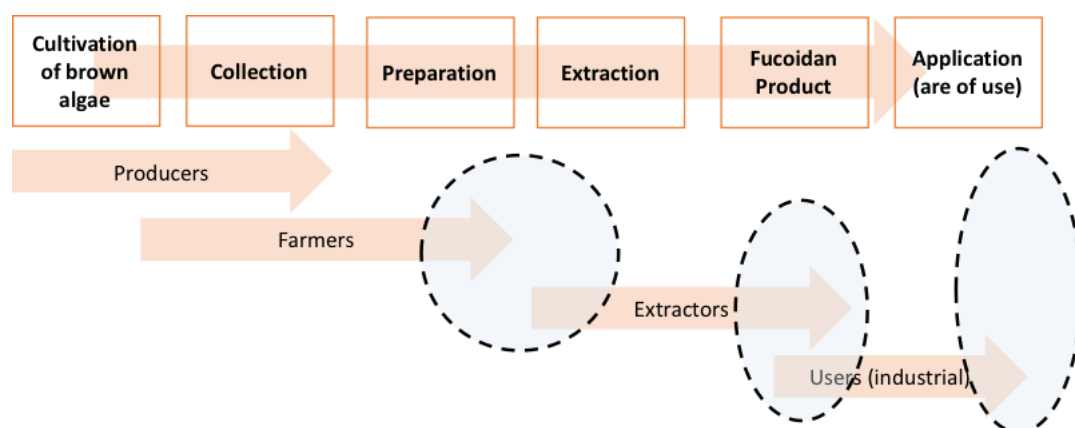 Cultivation
of brown
algae
Collection
Preparation
Extraction
Fucoidan
Product
Application
(are of use)
Producers
Farmers
Extractors
Users (industrial)